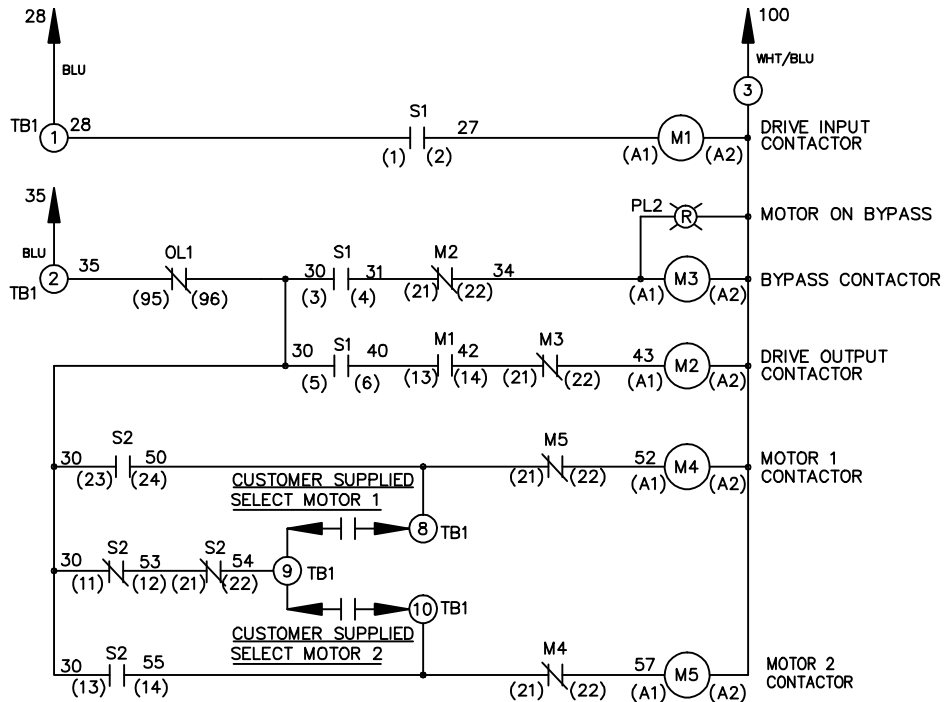 28
100
BLU
WHT/BLU
3
TB1
1
28
S1
27
(1) (2)
M1
(A1) (A2)
DRIVE INPUT
CONTACTOR
35
PL2
R
MOTOR ON BYPASS
BLU
2
TB1
35
OL1
(95) (96)
30
S1
31
(3) (4)
M2
(21) (22)
34
M3
(A1) (A2)
BYPASS CONTACTOR
30
S1
40
(5) (6)
M1
42
(13) (14)
M3
(21) (22)
43
M2
(A1) (A2)
DRIVE OUTPUT
CONTACTOR
30
S2
50
(23) (24)
M5
(21) (22)
52
M4
(A1) (A2)
MOTOR 1
CONTACTOR
CUSTOMER SUPPLIED
SELECT MOTOR 1
8
TB1
30
S2
53
S2
54
(11) (12) (21) (22)
9
TB1
10
TB1
CUSTOMER SUPPLIED
SELECT MOTOR 2
30
S2
55
(13) (14)
M4
(21) (22)
57
M5
(A1) (A2)
MOTOR 2
CONTACTOR